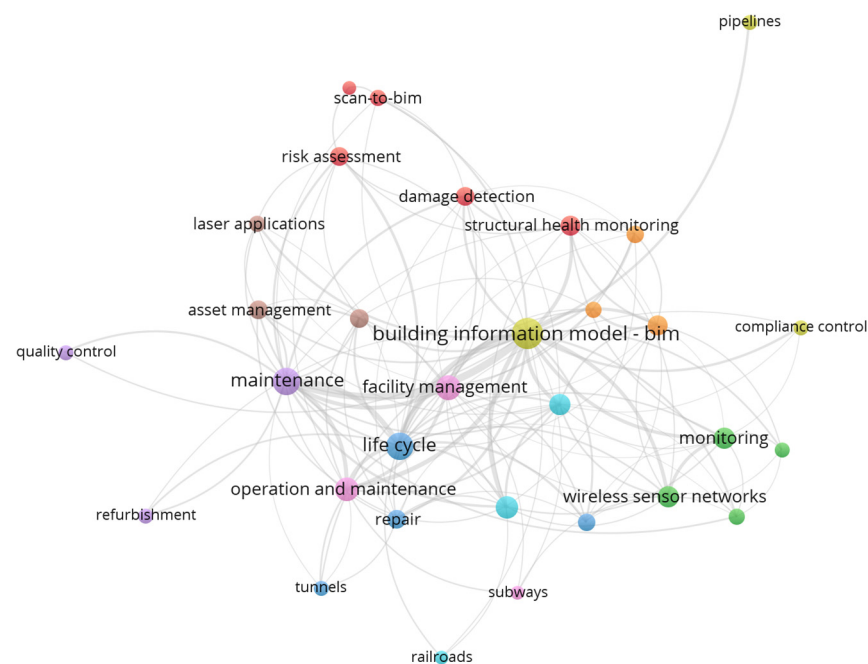 pipelines
scan-to-bim
risk assessment
damage detection
laser applications
structural health monitoring
asset management
building information model - bim
compliance control
quality control
maintenance
facility management
life cycle
monitoring
operation and maintenance
wireless sensor networks
refurbishment
repair
tunnels
subways
railroads